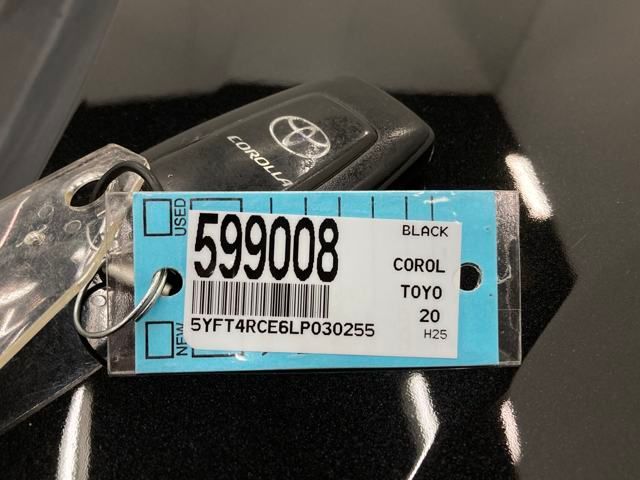 COROLLA
USED
599008
BLACK
COROL
TOYO
5YFT4RCE6LP030255
20
H25
NEW